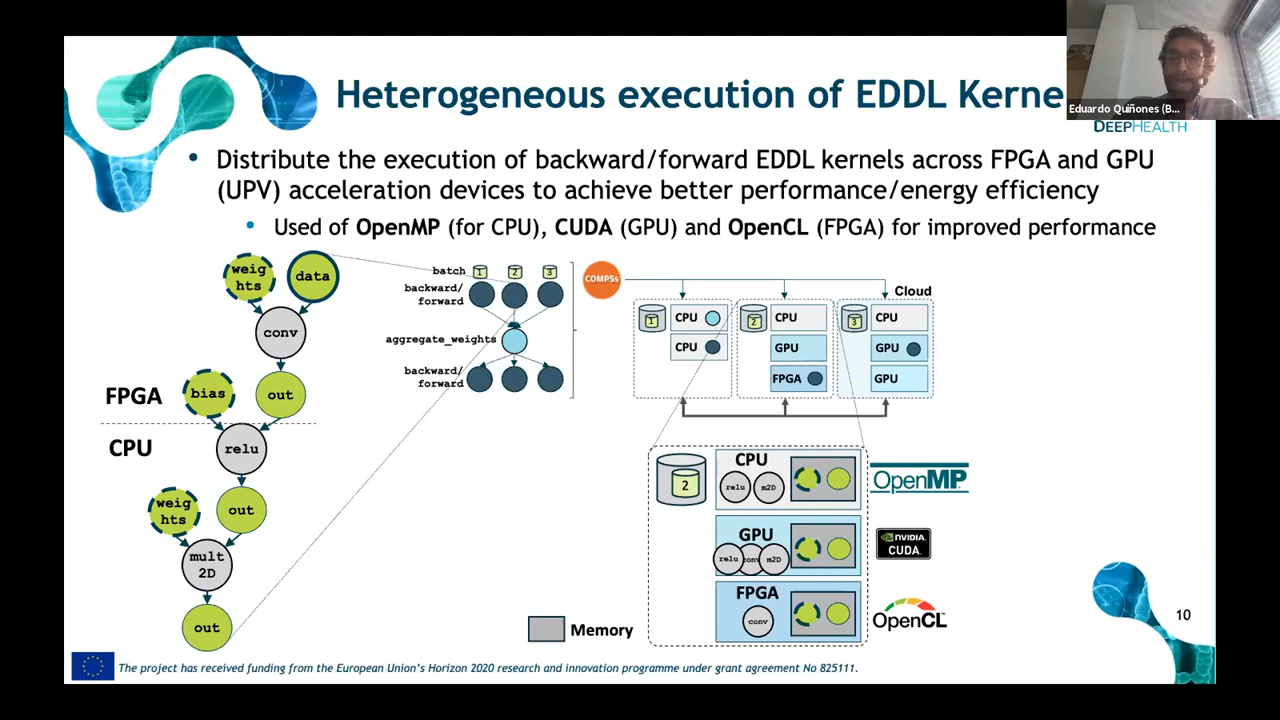 Heterogeneous execution of EDDL Kerne
Eduardo Quiñones (B...
DEEPHEALTH
• Distribute the execution of backward/forward EDDL kernels across FPGA and GPU
(UPV) acceleration devices to achieve better performance/energy efficiency
• Used of OpenMP (for CPU), CUDA (GPU) and OpenCL (FPGA) for improved performance
weig
hts
data
conv
FPGA
bias
out
CPU
relu
weig
hts
out
mult
2D
out
batch
1
2
3
backward/
forward
aggregate_weights
backward/
forward
COMPSs
Cloud
1
CPU
CPU
2
CPU
GPU
FPGA
3
CPU
GPU
GPU
2
CPU
relu
m2D
OpenMP
GPU
relu
conv
m2D
NVIDIA
CUDA.
FPGA
conv
OpenCL
Memory
10
The project has received funding from the European Union's Horizon 2020 research and innovation programme under grant agreement No 825111.